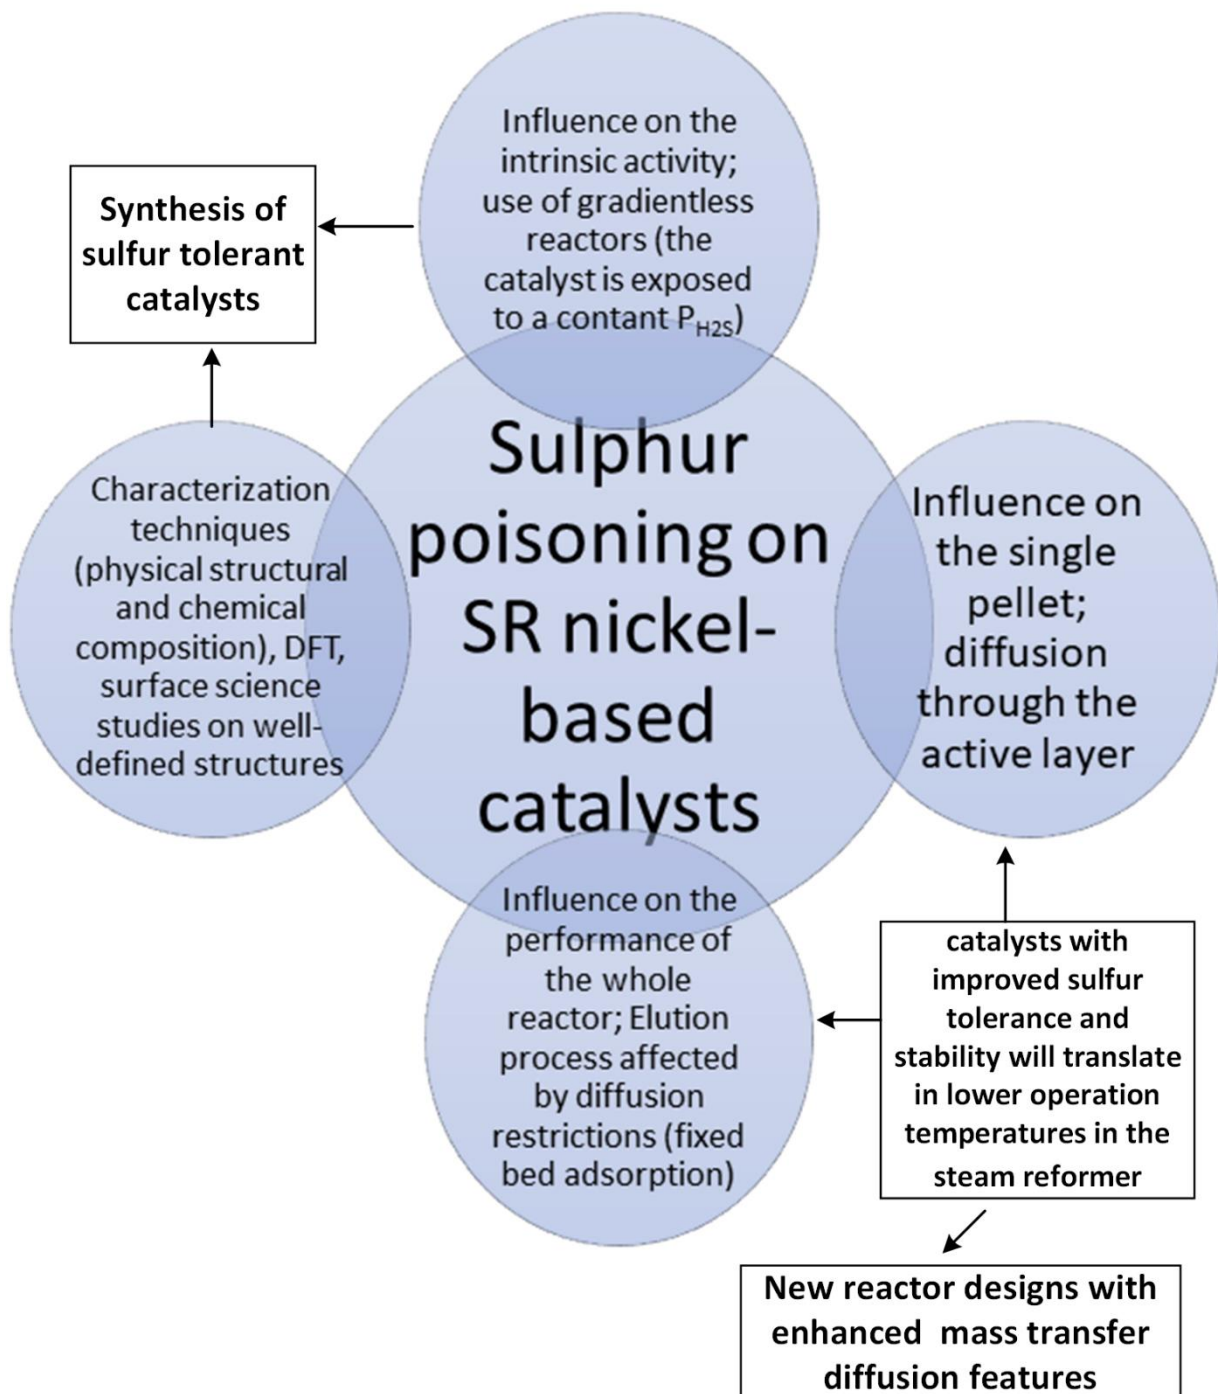 Influence on the
intrinsic activity;
use of gradientless
reactors (the
catalyst is exposed
to a contant P_H2S)
Synthesis of
sulfur tolerant
catalysts
Sulphur
poisoning on
SR nickel-
based
catalysts
Characterization
techniques
(physical structural
and chemical
composition), DFT,
surface science
studies on well-
defined structures
Influence on
the single
pellet;
diffusion
through the
active layer
Influence on the
performance of
the whole
reactor; Elution
process affected
by diffusion
restrictions (fixed
bed adsorption)
catalysts with
improved sulfur
tolerance and
stability will translate
in lower operation
temperatures in the
steam reformer
New reactor designs with
enhanced mass transfer
diffusion features